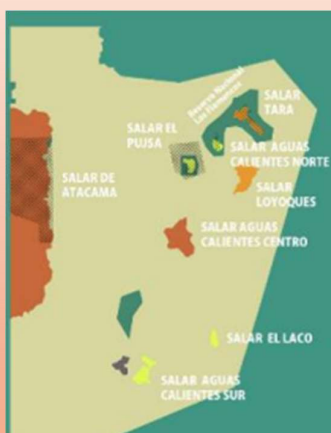 Reserva Nacional
Los Flamencos
SALAR
TARA
SALAR EL
PUJSA
SALAR AGUAS
CALIENTES NORTE
SALAR DE
ATACAMA
SALAR
LOYOQUES
SALAR AGUAS
CALIENTES CENTRO
SALAR EL LACO
SALAR AGUAS
CALIENTES SUR